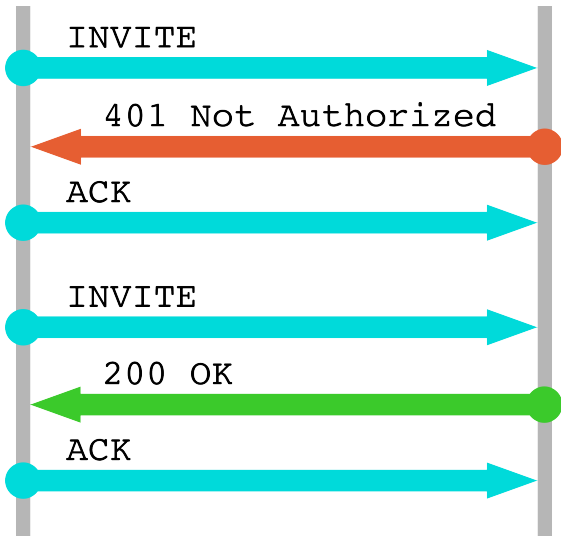 INVITE
401 Not Authorized
ACK
INVITE
200 OK
ACK